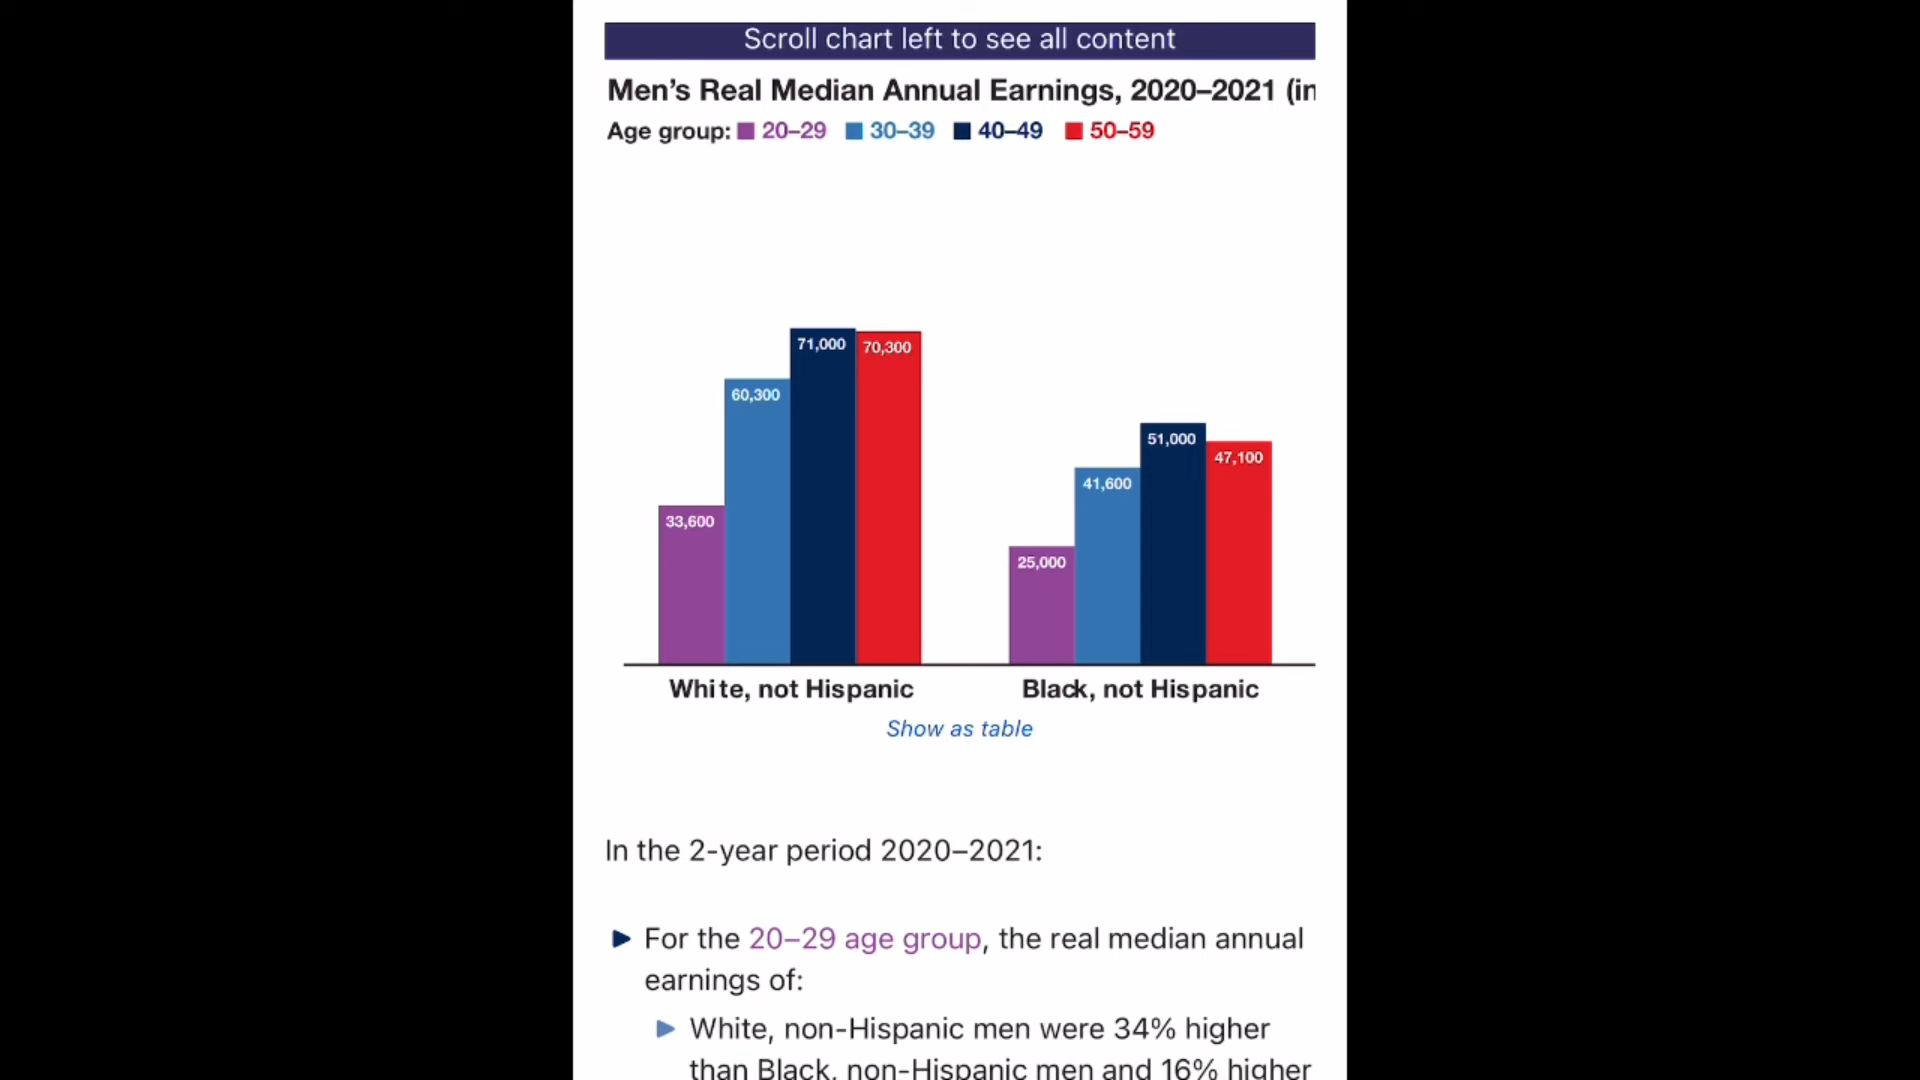 Scroll chart left to see all content
Men's Real Median Annual Earnings, 2020–2021 (in
Age group: 20–29 30–39 40–49 50–59
71,000 70,300
60,300
51,000
47,100
41,600
33,600
25,000
White, not Hispanic Black, not Hispanic
Show as table
In the 2-year period 2020–2021:
For the 20–29 age group, the real median annual
earnings of:
White, non-Hispanic men were 34% higher
than Black, non-Hispanic men and 16% higher